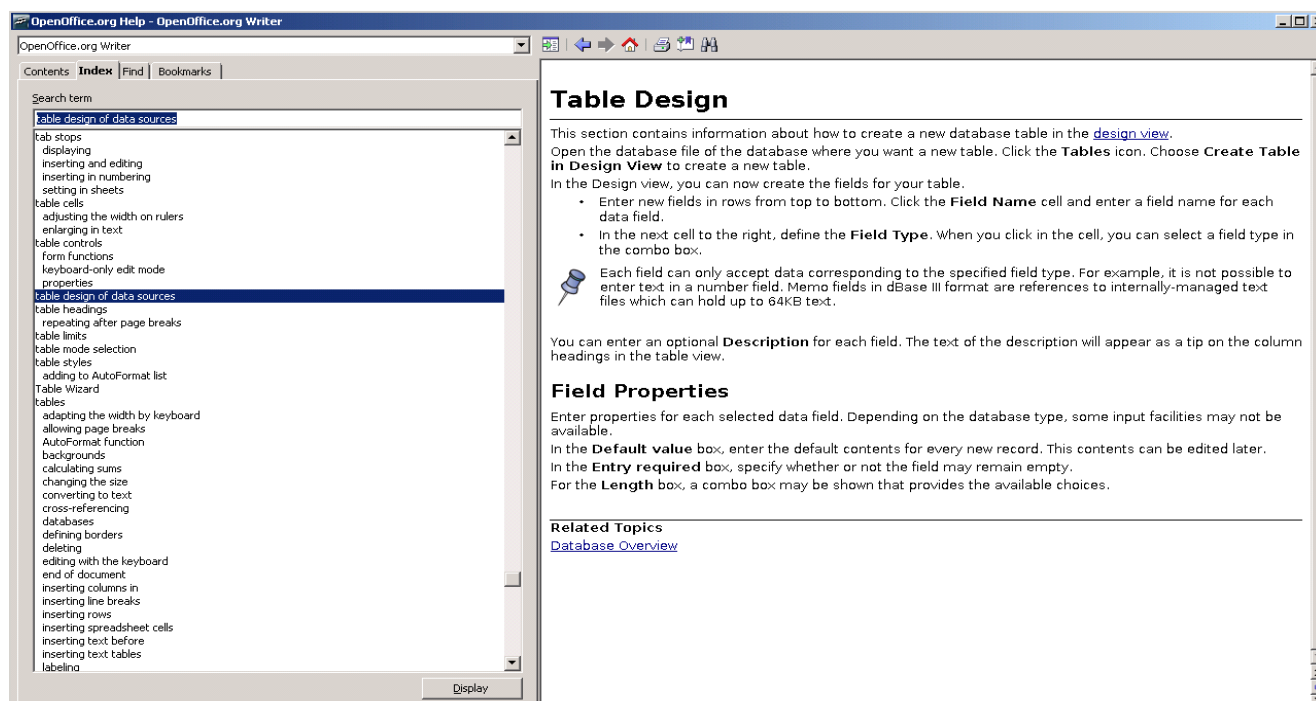 OpenOffice.org Help - OpenOffice.org Writer
OpenOffice.org Writer
Contents Index Find Bookmarks
Search term
table design of data sources
tab stops
displaying
inserting and editing
inserting in numbering
setting in sheets
table cells
adjusting the width on rulers
enlarging in text
table controls
form functions
keyboard-only edit mode
properties
table design of data sources
table headings
repeating after page breaks
table limits
table mode selection
table styles
adding to AutoFormat list
Table Wizard
tables
adapting the width by keyboard
allowing page breaks
AutoFormat function
backgrounds
calculating sums
changing the size
converting to text
cross-referencing
databases
defining borders
deleting
editing with the keyboard
end of document
inserting columns in
inserting line breaks
inserting rows
inserting spreadsheet cells
inserting text before
inserting text tables
labeling
Display
Table Design
This section contains information about how to create a new database table in the design view.
Open the database file of the database where you want a new table. Click the Tables icon. Choose Create Table
in Design View to create a new table.
In the Design view, you can now create the fields for your table.
• Enter new fields in rows from top to bottom. Click the Field Name cell and enter a field name for each
data field.
• In the next cell to the right, define the Field Type. When you click in the cell, you can select a field type in
the combo box.
Each field can only accept data corresponding to the specified field type. For example, it is not possible to
enter text in a number field. Memo fields in dBase III format are references to internally-managed text
files which can hold up to 64KB text.
You can enter an optional Description for each field. The text of the description will appear as a tip on the column
headings in the table view.
Field Properties
Enter properties for each selected data field. Depending on the database type, some input facilities may not be
available.
In the Default value box, enter the default contents for every new record. This contents can be edited later.
In the Entry required box, specify whether or not the field may remain empty.
For the Length box, a combo box may be shown that provides the available choices.
Related Topics
Database Overview